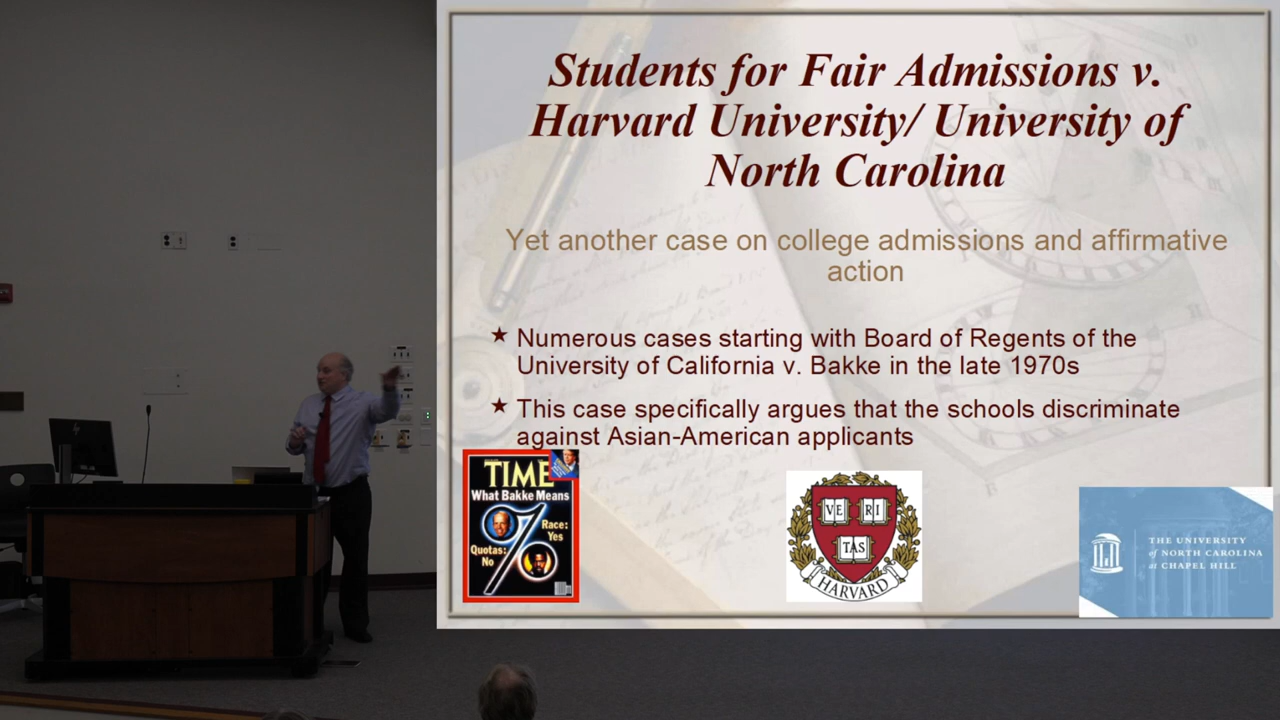 Students for Fair Admissions v.
Harvard University/ University of
North Carolina
Yet another case on college admissions and affirmative
action
★ Numerous cases starting with Board of Regents of the
University of California v. Bakke in the late 1970s
★ This case specifically argues that the schools discriminate
against Asian-American applicants
TIME
What Bakke Means
Race:
Yes
Quotas:
No
VE RI
TAS
HARVARD
THE UNIVERSITY
of NORTH CAROLINA
at CHAPEL HILL
hp